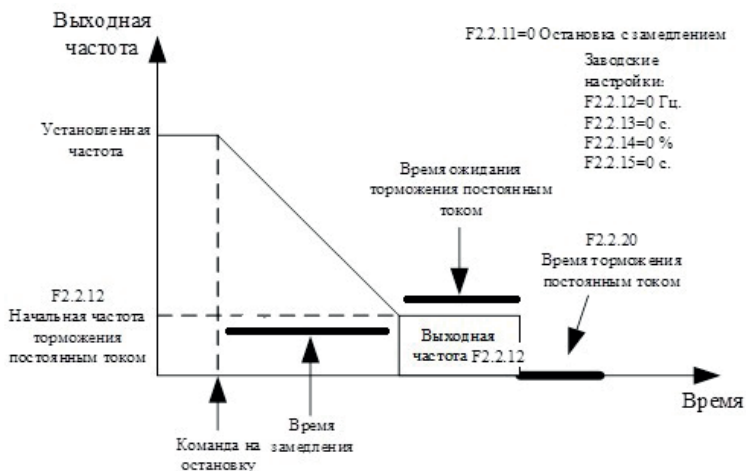 Выходная
частота
F2.2.11=0 Остановка с замедлением
Заводские
настройки:
F2.2.12=0 Гц.
F2.2.13=0 с.
F2.2.14=0 %
F2.2.15=0 с.
Установленная
частота
Время ожидания
торможения постоянным
током
F2.2.20
Время торможения
постоянным током
F2.2.12
Начальная частота
торможения
постоянным током
Выходная
частота F2.2.12
Время
Время
замедления
Команда на
остановку